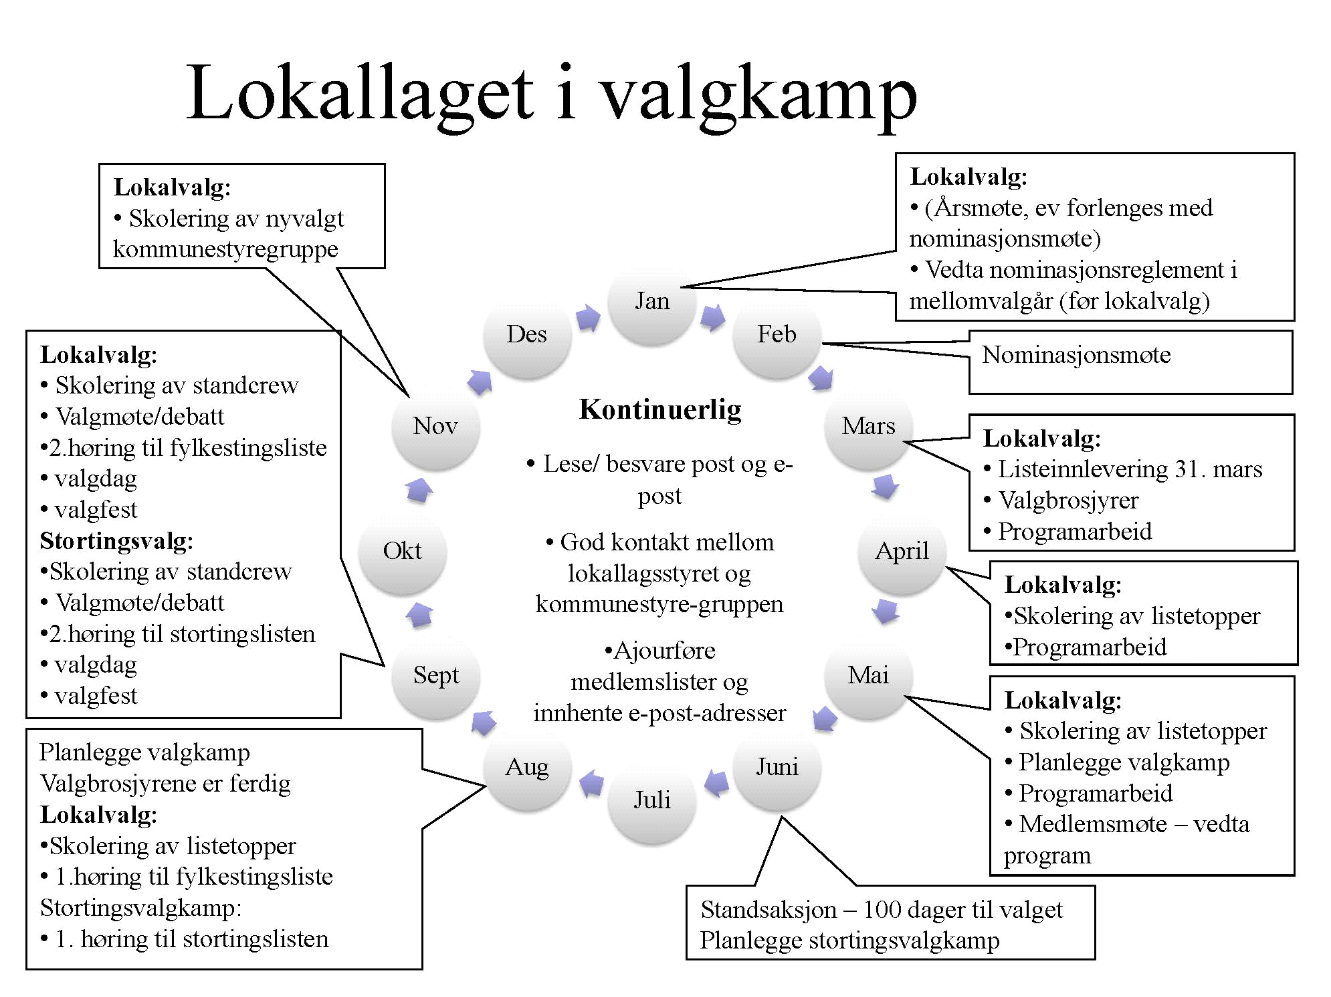 Lokallaget i valgkamp
Lokalvalg:
• Skolering av nyvalgt
kommunestyregruppe
Lokalvalg:
• (Årsmøte, ev forlenges med
nominasjonsmøte)
• Vedta nominasjonsreglement i
mellomvalgår (før lokalvalg)
Jan
Feb
Mars
April
Mai
Juni
Juli
Aug
Sept
Okt
Nov
Des
Nominasjonsmøte
Lokalvalg:
• Listeinnlevering 31. mars
• Valgbrosjyrer
• Programarbeid
Lokalvalg:
•Skolering av listetopper
•Programarbeid
Lokalvalg:
• Skolering av listetopper
• Planlegge valgkamp
• Programarbeid
• Medlemsmøte – vedta
program
Standsaksjon – 100 dager til valget
Planlegge stortingsvalgkamp
Planlegge valgkamp
Valgbrosjyrene er ferdig
Lokalvalg:
•Skolering av listetopper
• 1.høring til fylkestingsliste
Stortingsvalgkamp:
• 1. høring til stortingslisten
Lokalvalg:
• Skolering av standcrew
• Valgmøte/debatt
•2.høring til fylkestingsliste
• valgdag
• valgfest
Stortingsvalg:
•Skolering av standcrew
• Valgmøte/debatt
•2.høring til stortingslisten
• valgdag
• valgfest
Kontinuerlig
• Lese/ besvare post og e-
post
• God kontakt mellom
lokallagsstyret og
kommunestyre-gruppen
•Ajourføre
medlemslister og
innhente e-post-adresser